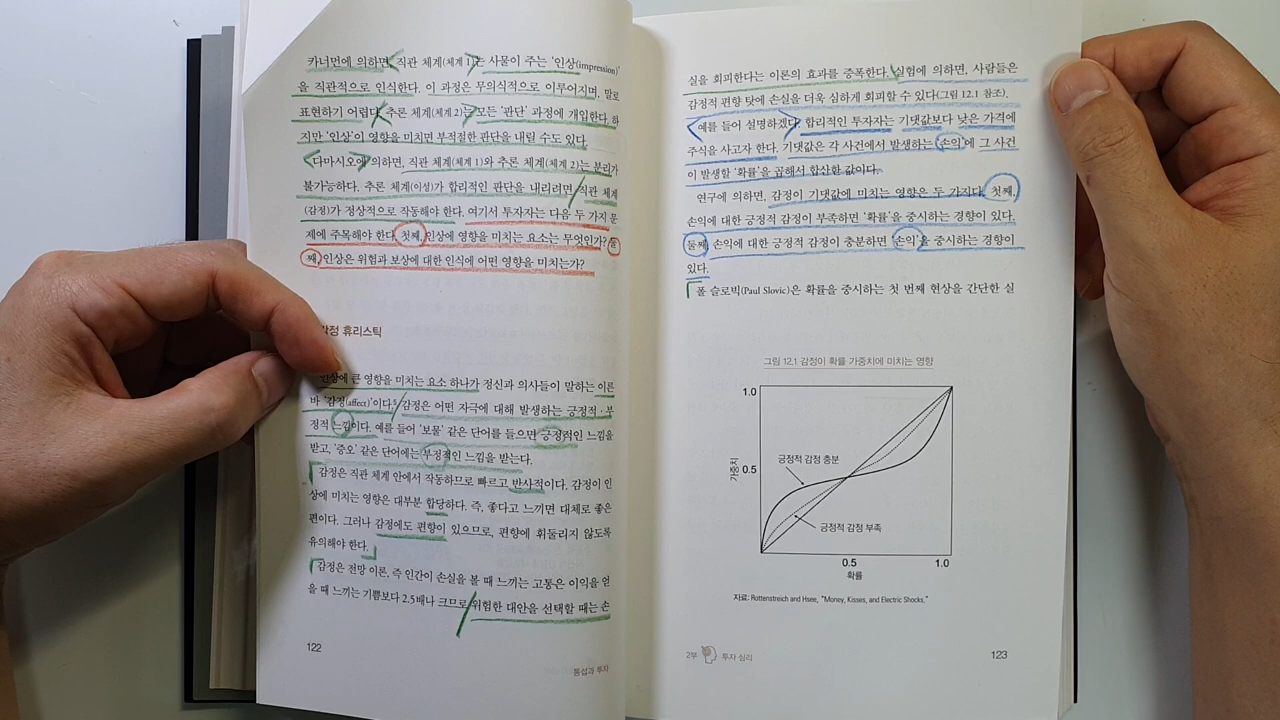 카너먼에 의하면, 직관 체계(체계 1)는 사물이 주는 '인상(impression)'
을 직관적으로 인식한다. 이 과정은 무의식적으로 이루어지며, 말로
표현하기 어렵다. 추론 체계(체계 2)는 모든 '판단' 과정에 개입한다. 하
지만 '인상'의 영향을 미치면 부적절한 판단을 내릴 수도 있다.
다마시오에 의하면, 직관 체계(체계 1)와 추론 체계(체계 2)는 분리가
불가능하다. 추론 체계(이성)가 합리적인 판단을 내리려면, 직관 체계
(감정)가 정상적으로 작동해야 한다. 여기서 투자자는 다음 두 가지 문
제에 주목해야 한다. 첫째, 인상에 영향을 미치는 요소는 무엇인가? 둘
째, 인상은 위험과 보상에 대한 인식에 어떤 영향을 미치는가?
감정 휴리스틱
인상에 큰 영향을 미치는 요소 하나가 정신과 의사들이 말하는 이른
바 '감정(affect)'이다.⁵ 감정은 어떤 자극에 대해 발생하는 긍정적·부
정적 느낌이다. 예를 들어 '보물' 같은 단어를 들으면 긍정적인 느낌을
받고, '증오' 같은 단어에는 부정적인 느낌을 받는다.
감정은 직관 체계 안에서 작동하므로 빠르고 반사적이다. 감정이 인
상에 미치는 영향은 대부분 합당하다. 즉, 좋다고 느끼면 대체로 좋은
편이다. 그러나 감정에도 편향이 있으므로, 편향에 휘둘리지 않도록
유의해야 한다.
감정은 전망 이론, 즉 인간이 손실을 볼 때 느끼는 고통은 이익을 얻
을 때 느끼는 기쁨보다 2.5배나 크므로 위험한 대안을 선택할 때는 손
122
통섭과 투자
실을 회피한다는 이론의 효과를 증폭한다. 실험에 의하면, 사람들은
감정적 편향 탓에 손실을 더욱 심하게 회피할 수 있다(그림 12.1 참조).
예를 들어 설명하겠다. 합리적인 투자자는 기댓값보다 낮은 가격에
주식을 사고자 한다. 기댓값은 각 사건에서 발생하는 '손익'에 그 사건
이 발생할 '확률'을 곱해서 합산한 값이다.
연구에 의하면, 감정이 기댓값에 미치는 영향은 두 가지다. 첫째,
손익에 대한 긍정적 감정이 부족하면 '확률'을 중시하는 경향이 있다.
둘째, 손익에 대한 긍정적 감정이 충분하면 '손익'을 중시하는 경향이
있다.
폴 슬로빅(Paul Slovic)은 확률을 중시하는 첫 번째 현상을 간단한 실
그림 12.1 감정이 확률 가중치에 미치는 영향
1.0
긍정적 감정 충분
0.5
가중치
긍정적 감정 부족
0.5
1.0
확률
자료: Rottenstreich and Hsee, "Money, Kisses, and Electric Shocks,"
2부 투자 심리
123